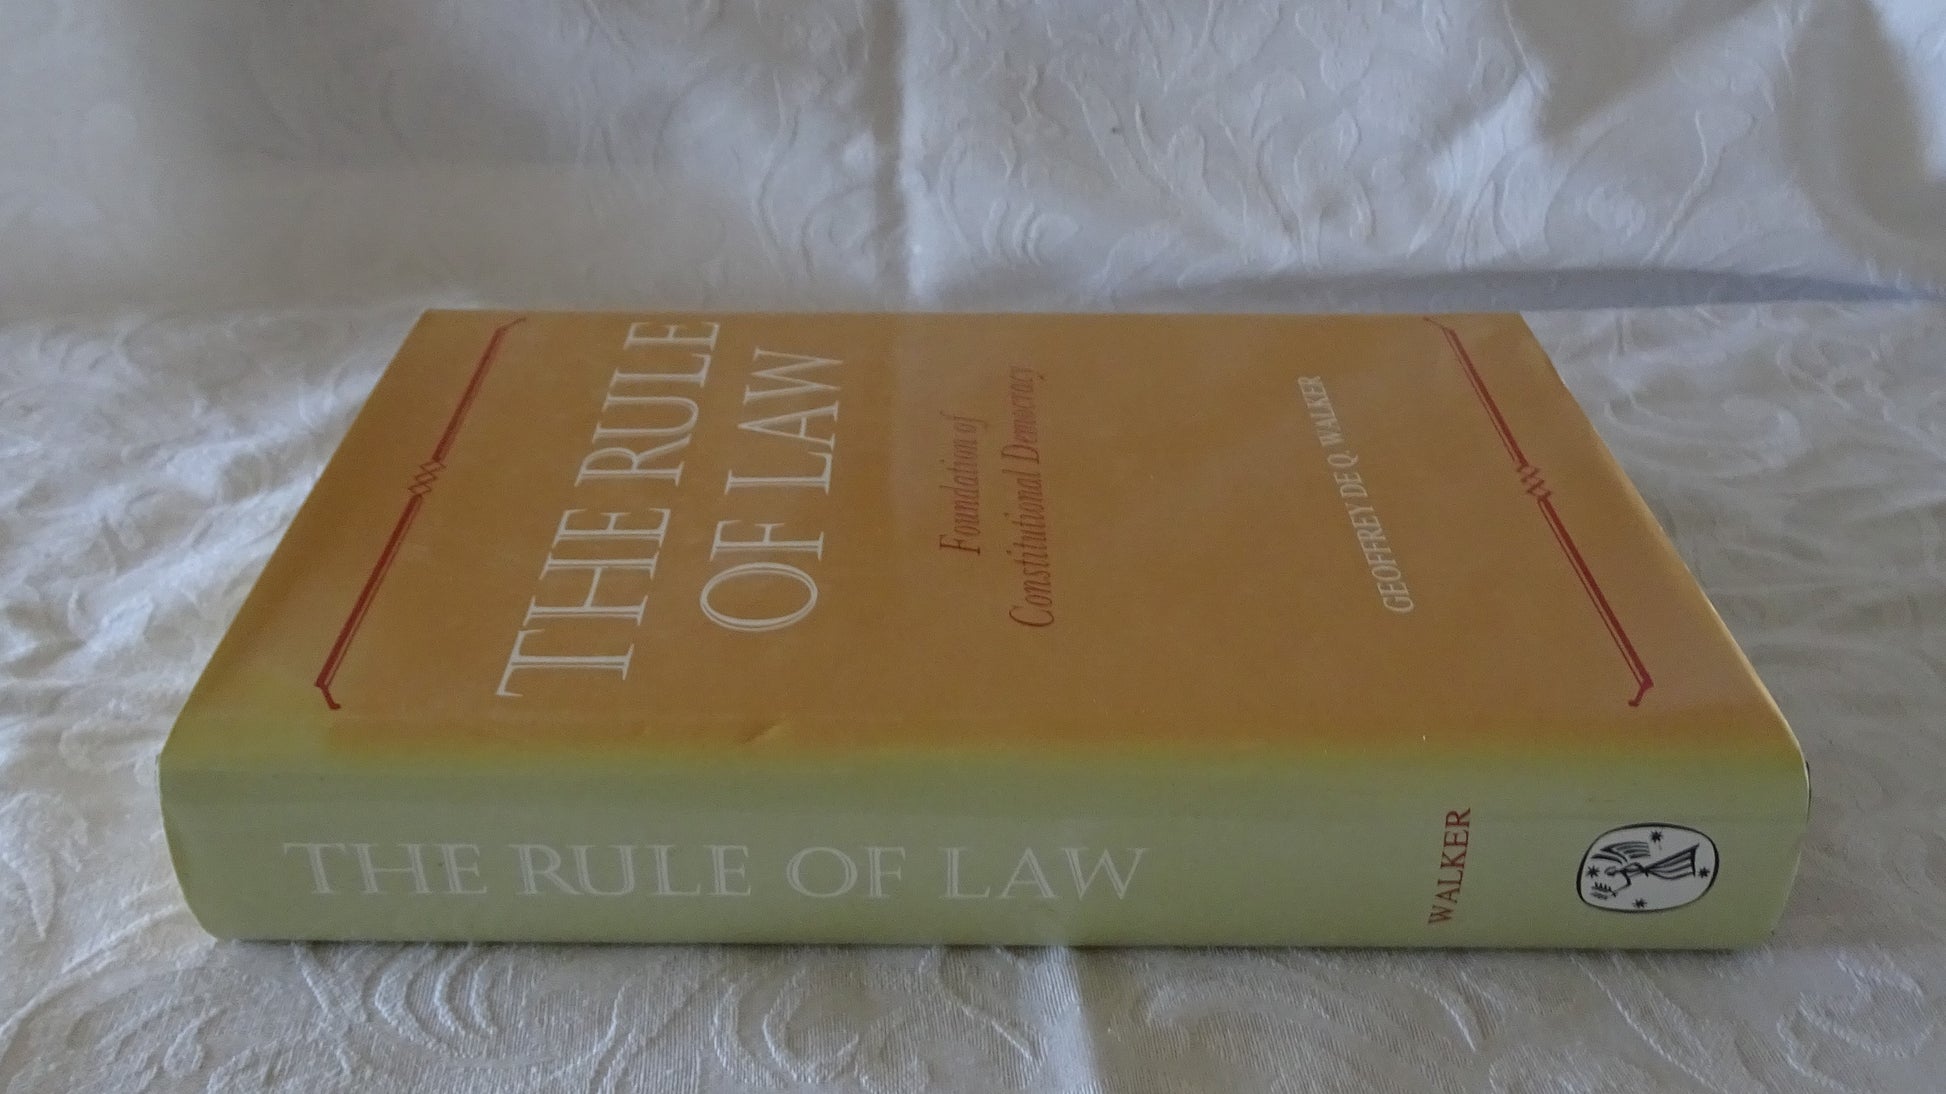 THE RULE
OF LAW
Foundation of
Constitutional Democracy
GEOFFREY DE Q. WALKER
THE RULE OF LAW
WALKER